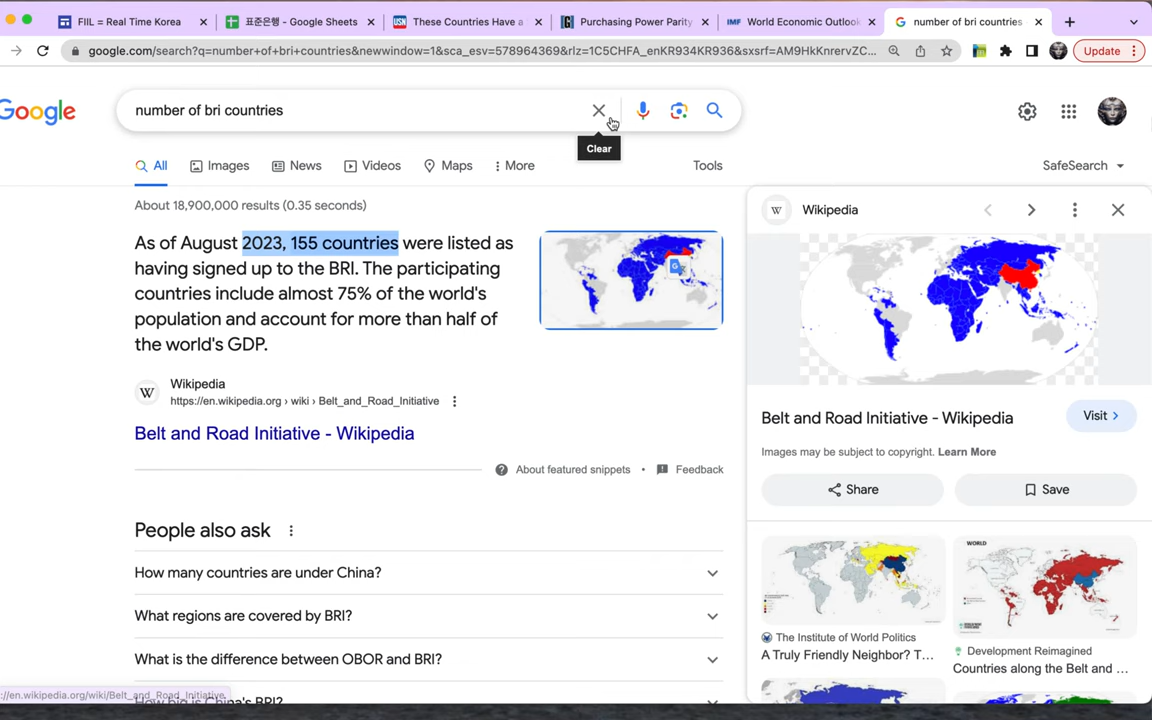 FIIL = Real Time Korea
표준은행 - Google Sheets
These Countries Have a
Purchasing Power Parity
IMF World Economic Outlook
number of bri countries
google.com/search?q=number+of+bri+countries&newwindow=1&sca_esv=578964369&rlz=1C5CHFA_enKR934KR936&sxsrf=AM9HkKnrervZC...
Update
Google
number of bri countries
Clear
All
Images
News
Videos
Maps
More
Tools
SafeSearch
About 18,900,000 results (0.35 seconds)
As of August 2023, 155 countries were listed as
having signed up to the BRI. The participating
countries include almost 75% of the world's
population and account for more than half of
the world's GDP.
W
Wikipedia
https://en.wikipedia.org › wiki › Belt_and_Road_Initiative
Belt and Road Initiative - Wikipedia
About featured snippets
•
Feedback
People also ask
How many countries are under China?
What regions are covered by BRI?
What is the difference between OBOR and BRI?
How big is China's BRI?
://en.wikipedia.org/wiki/Belt_and_Road_Initiative
W
Wikipedia
Belt and Road Initiative - Wikipedia
Visit
Images may be subject to copyright. Learn More
Share
Save
WORLD
The Institute of World Politics
A Truly Friendly Neighbor? T...
Development Reimagined
Countries along the Belt and ...